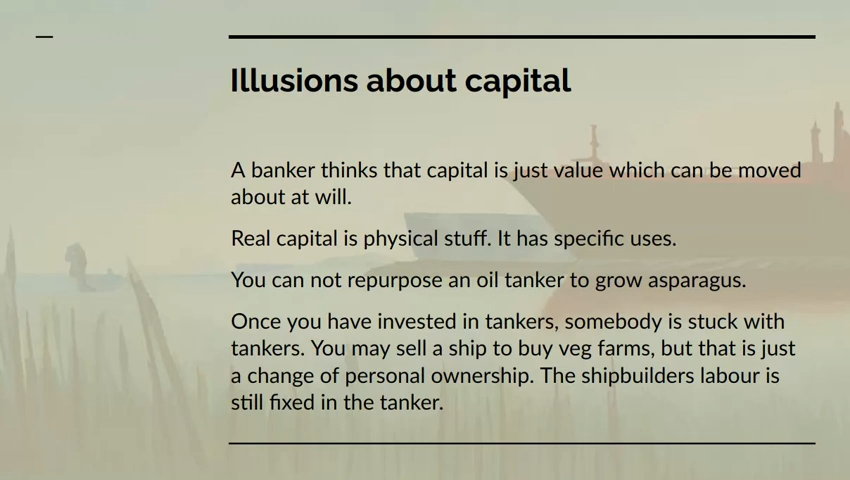 Illusions about capital
A banker thinks that capital is just value which can be moved
about at will.
Real capital is physical stuff. It has specific uses.
You can not repurpose an oil tanker to grow asparagus.
Once you have invested in tankers, somebody is stuck with
tankers. You may sell a ship to buy veg farms, but that is just
a change of personal ownership. The shipbuilders labour is
still fixed in the tanker.